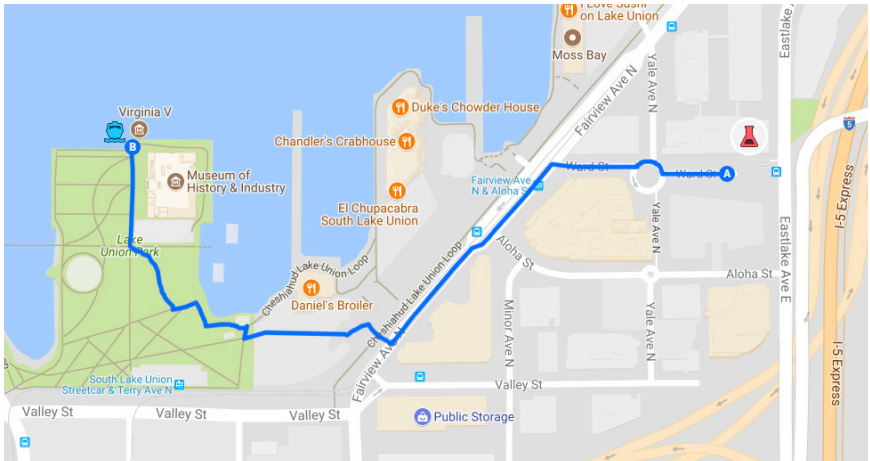 I Love Sushi
on Lake Union
Moss Bay
Eastlake Av
Yale Ave N
Fairview Ave N
Virginia V
B
Duke's Chowder House
Chandler's Crabhouse
Museum of
History & Industry
El Chupacabra
South Lake Union
Fairview Ave
N & Aloha St
Ward St
Ward St
A
5
I-5 Express
Lake
Union Park
Cheshiahud Lake Union Loop
Cheshiahud Lake Union Loop
Aloha St
Yale Ave N
Eastlake Ave E
Aloha St
Daniel's Broiler
Minor Ave N
Yale Ave N
I-5 Express
Fairview Ave N
South Lake Union
Streetcar & Terry Ave N
Valley St
Valley St
Valley St
Valley St
Public Storage